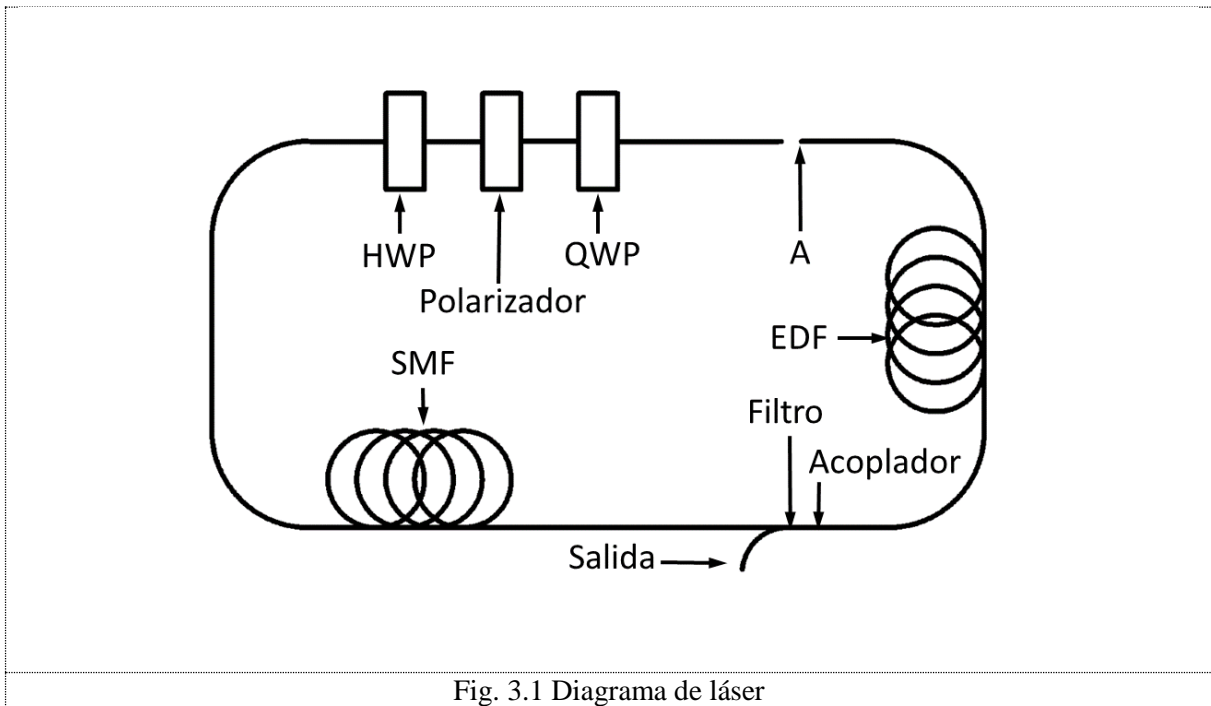 HWP
QWP
A
Polarizador
EDF
SMF
Filtro
Acoplador
Salida
Fig. 3.1 Diagrama de láser